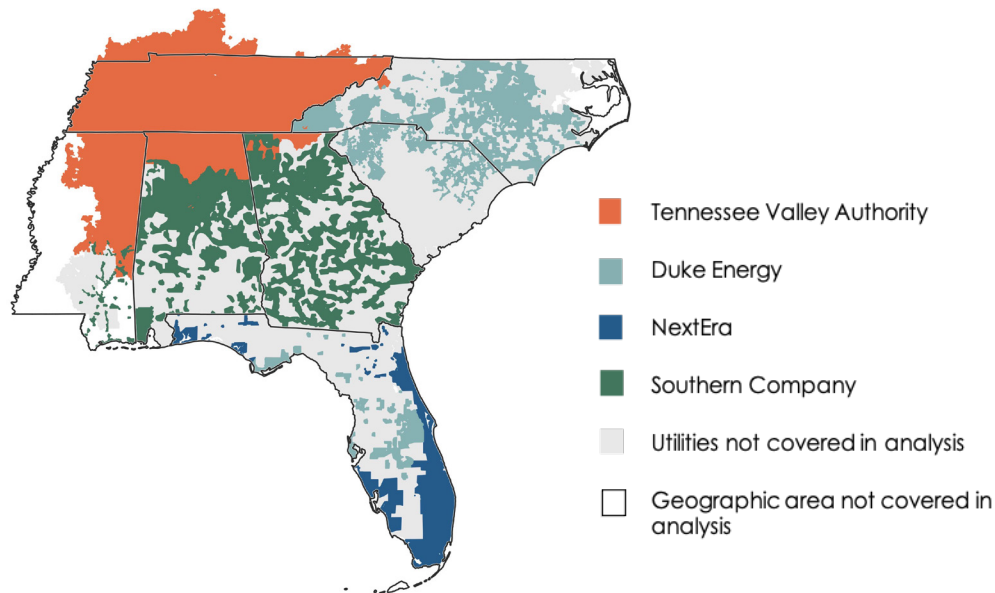 Tennessee Valley Authority
Duke Energy
NextEra
Southern Company
Utilities not covered in analysis
Geographic area not covered in
analysis